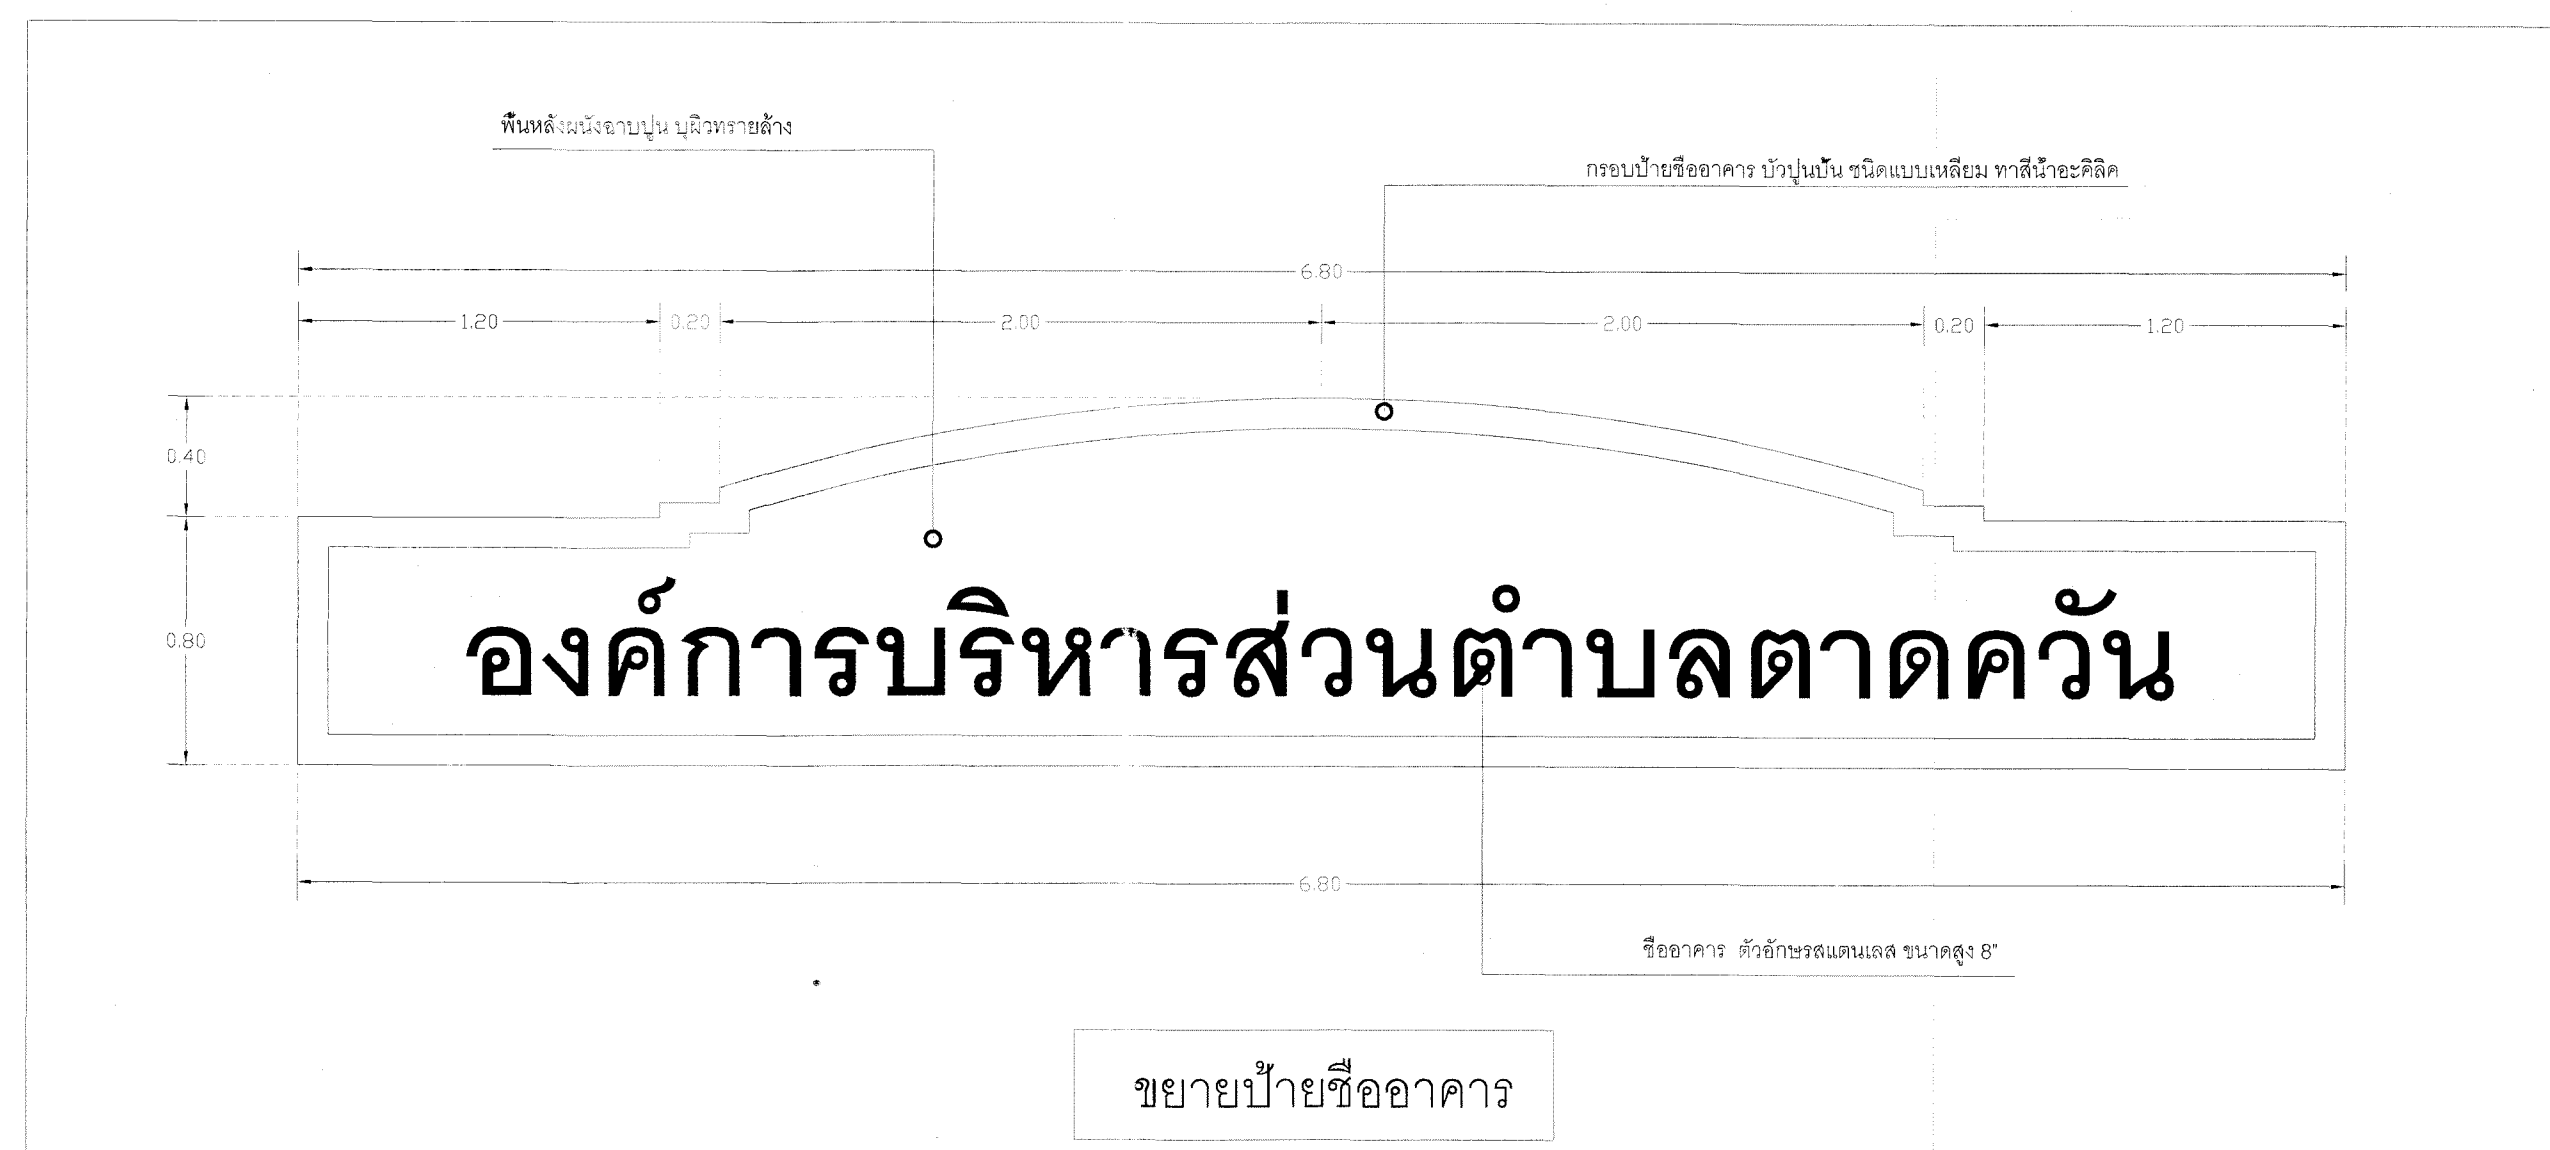 พื้นหลังผนังฉาบปูน บุผิวทรายล้าง
กรอบป้ายชื่ออาคาร บัวปูนปั้น ชนิดแบบเหลี่ยม ทาสีน้ำอะคิลิค
6.80
1.20 0.20 2.00 2.00 0.20 1.20
0.40
0.80
องค์การบริหารส่วนตำบลตาดควัน
6.80
ชื่ออาคาร ตัวอักษรสแตนเลส ขนาดสูง 8"
ขยายป้ายชื่ออาคาร